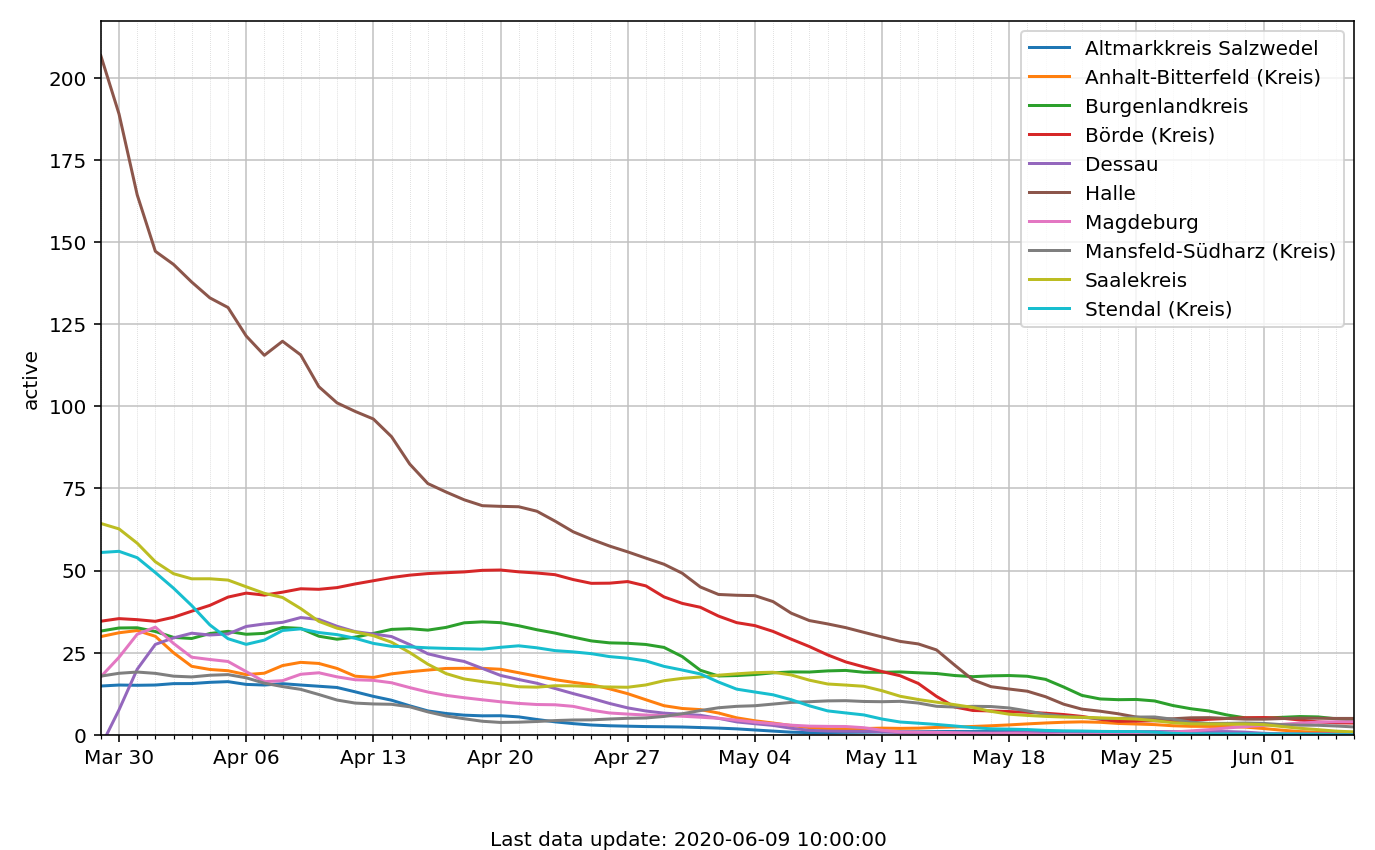 200
175
150
125
100
75
50
25
0
active
Mar 30
Apr 06
Apr 13
Apr 20
Apr 27
May 04
May 11
May 18
May 25
Jun 01
Altmarkkreis Salzwedel
Anhalt-Bitterfeld (Kreis)
Burgenlandkreis
Börde (Kreis)
Dessau
Halle
Magdeburg
Mansfeld-Südharz (Kreis)
Saalekreis
Stendal (Kreis)
Last data update: 2020-06-09 10:00:00